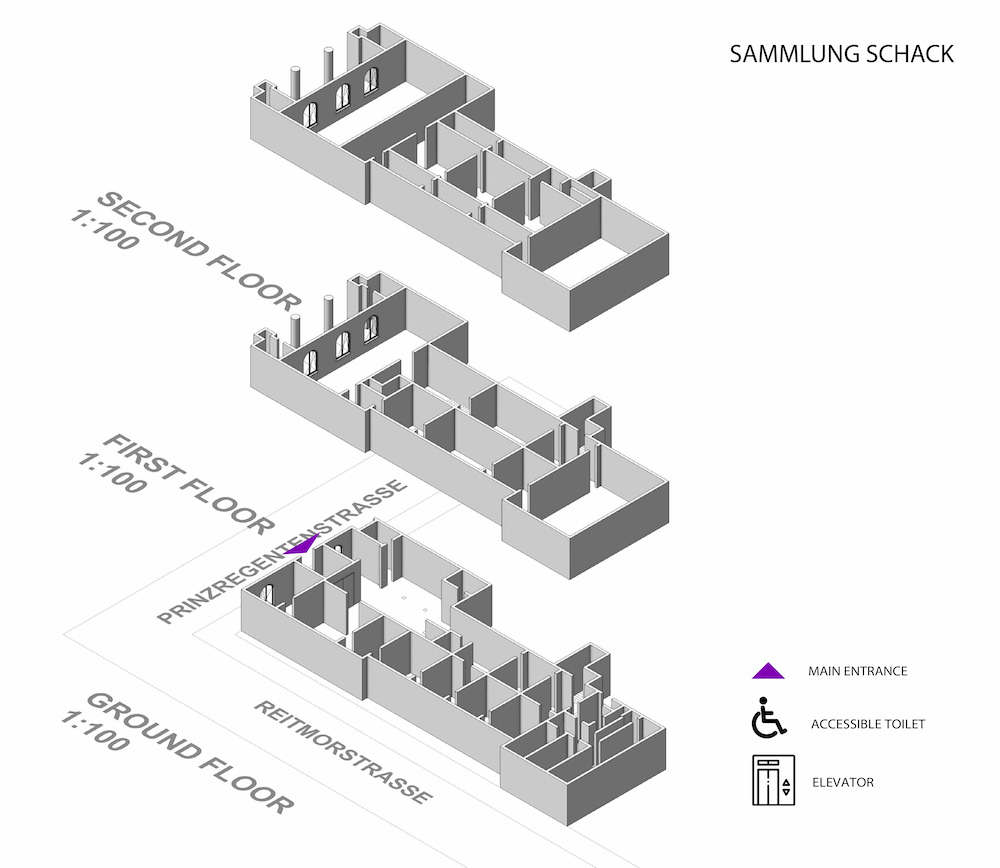 SAMMLUNG SCHACK
SECOND FLOOR
1:100
FIRST FLOOR
1:100
PRINZREGENTENSTRASSE
GROUND FLOOR
1:100
REITMORSTRASSE
MAIN ENTRANCE
ACCESSIBLE TOILET
ELEVATOR